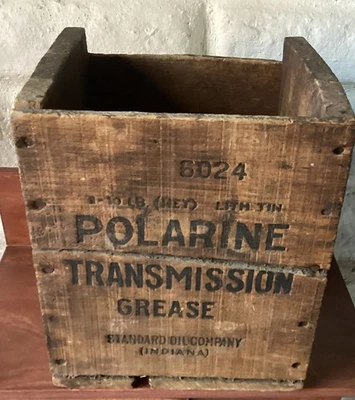 6024
LB. (NET) LITH. TIN
POLARINE
TRANSMISSION
GREASE
STANDARD OIL COMPANY
(INDIANA)